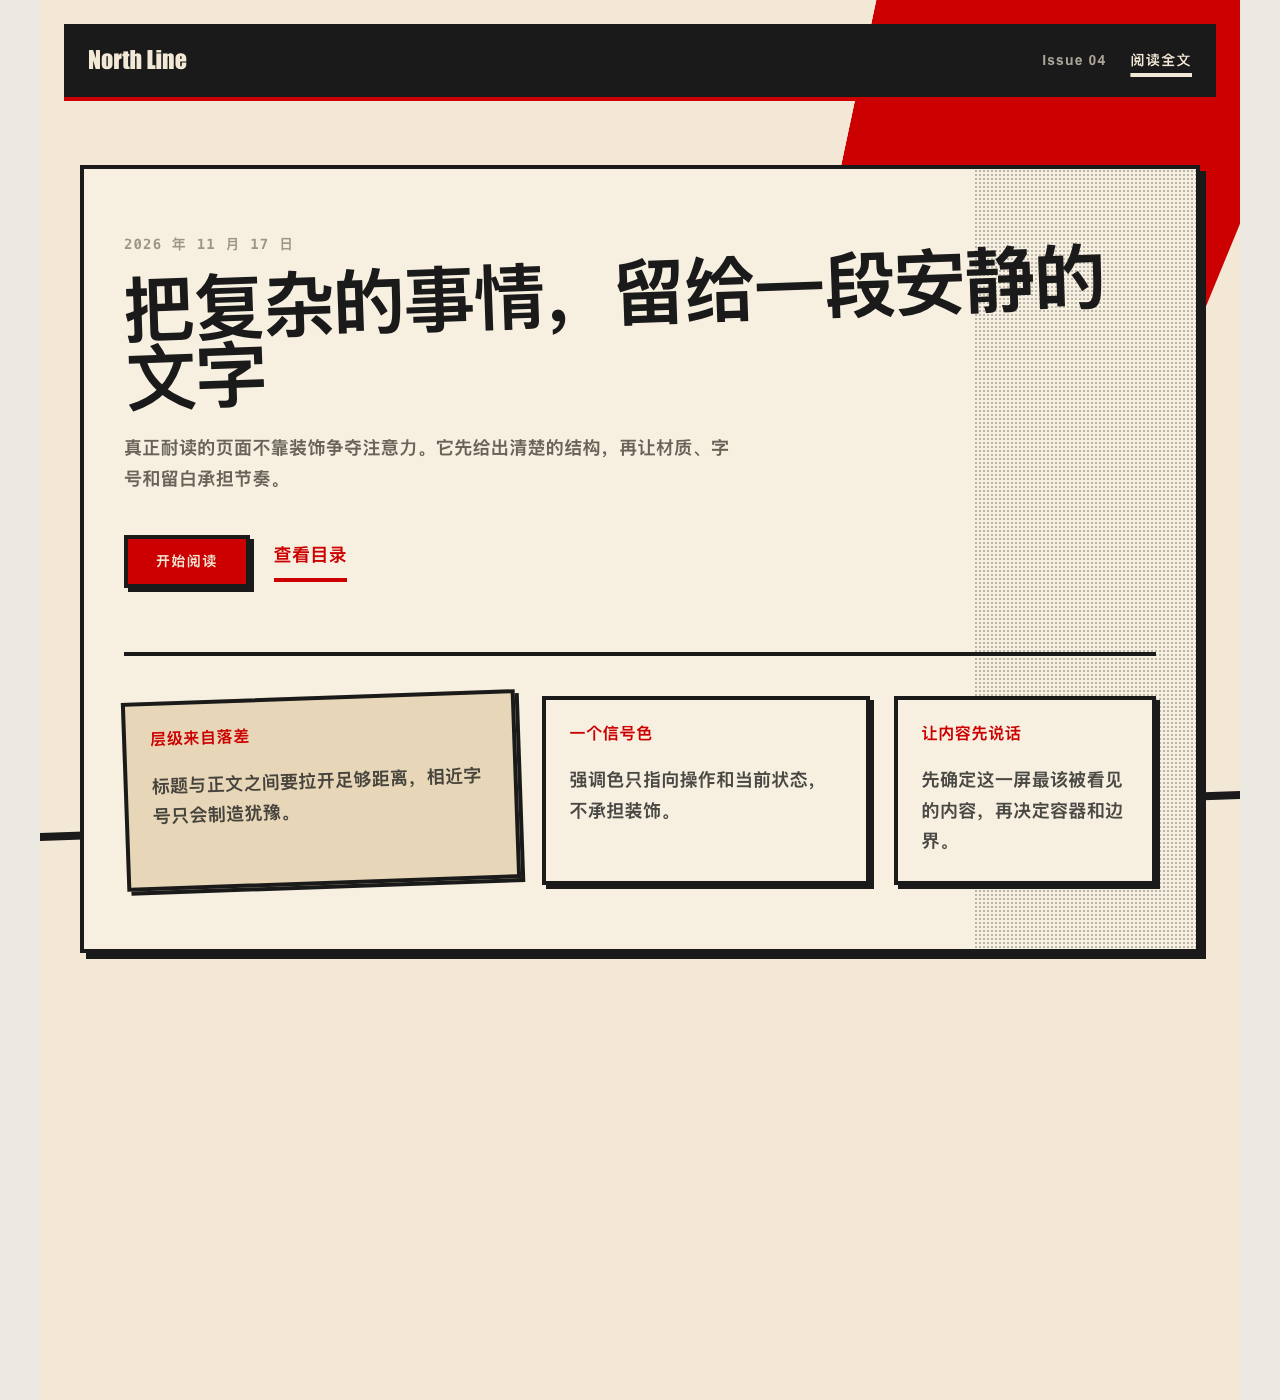 North Line
Issue 04
阅读全文
2026 年 11 月 17 日
把复杂的事情，留给一段安静的
文字
真正耐读的页面不靠装饰争夺注意力。它先给出清楚的结构，再让材质、字
号和留白承担节奏。
开始阅读
查看目录
层级来自落差
标题与正文之间要拉开足够距离，相近字
号只会制造犹豫。
一个信号色
强调色只指向操作和当前状态，
不承担装饰。
让内容先说话
先确定这一屏最该被看见
的内容，再决定容器和边
界。